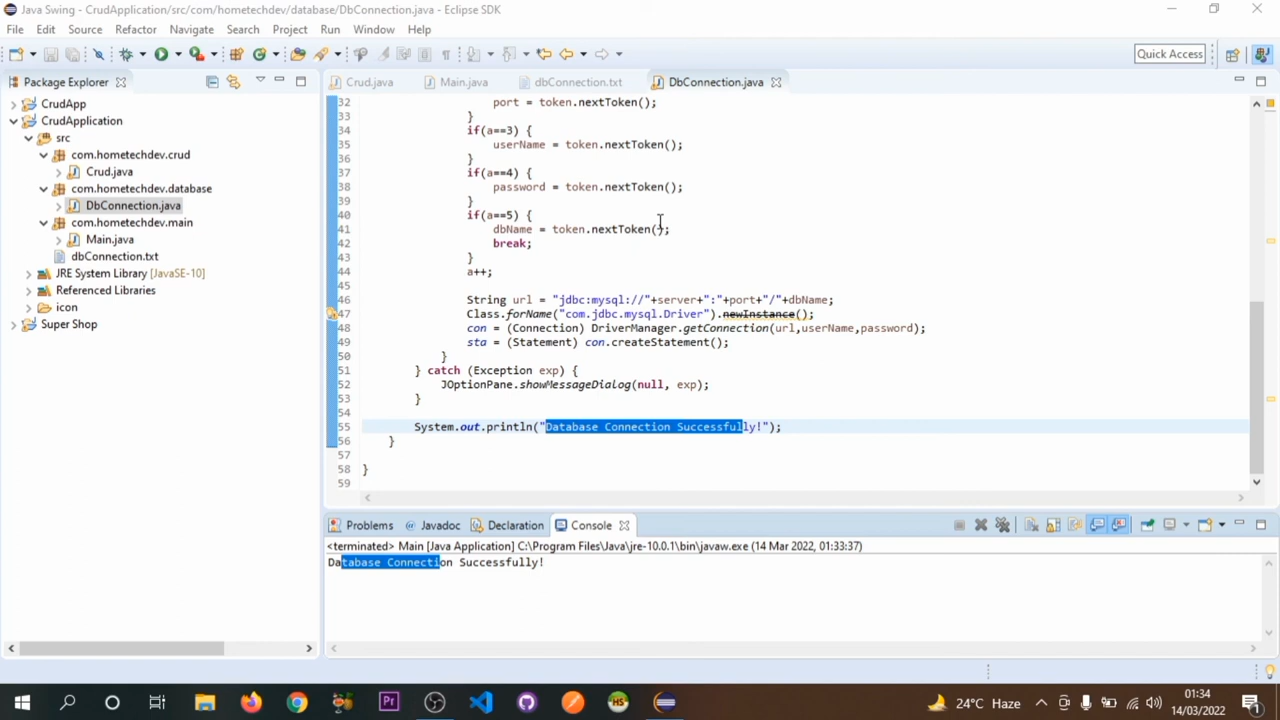 Java Swing - CrudApplication/src/com/hometechdev/database/DbConnection.java - Eclipse SDK
File Edit Source Refactor Navigate Search Project Run Window Help
Quick Access
Package Explorer
CrudApp
CrudApplication
src
com.hometechdev.crud
Crud.java
com.hometechdev.database
DbConnection.java
com.hometechdev.main
Main.java
dbConnection.txt
JRE System Library [JavaSE-10]
Referenced Libraries
icon
Super Shop
Crud.java Main.java dbConnection.txt DbConnection.java
32 port = token.nextToken();
33 }
34 if(a==3) {
35 userName = token.nextToken();
36 }
37 if(a==4) {
38 password = token.nextToken();
39 }
40 if(a==5) {
41 dbName = token.nextToken();
42 break;
43 }
44 a++;
45
46 String url = "jdbc:mysql://"+server+":"+port+"/"+dbName;
47 Class.forName("com.jdbc.mysql.Driver").newInstance();
48 con = (Connection) DriverManager.getConnection(url,userName,password);
49 sta = (Statement) con.createStatement();
50 }
51 } catch (Exception exp) {
52 JOptionPane.showMessageDialog(null, exp);
53 }
54
55 System.out.println("Database Connection Successfully!");
56 }
57
58 }
59
Problems @ Javadoc Declaration Console
<terminated> Main [Java Application] C:\Program Files\Java\jre-10.0.1\bin\javaw.exe (14 Mar 2022, 01:33:37)
Database Connection Successfully!
Pr HS 24°C Haze 01:34
14/03/2022 1